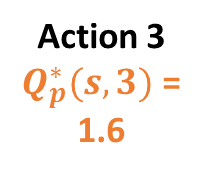 Action 3
Q*p(s, 3) =
1.6